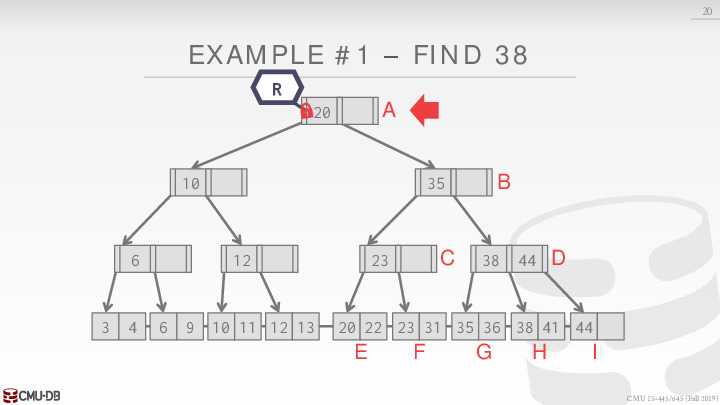 20
EXAMPLE #1 – FIND 38
R
20 A
10 35 B
6 12 23 C 38 44 D
3 4 6 9 10 11 12 13 20 22 23 31 35 36 38 41 44
E F G H I
CMU·DB
CMU 15-445/645 (Fall 2019)